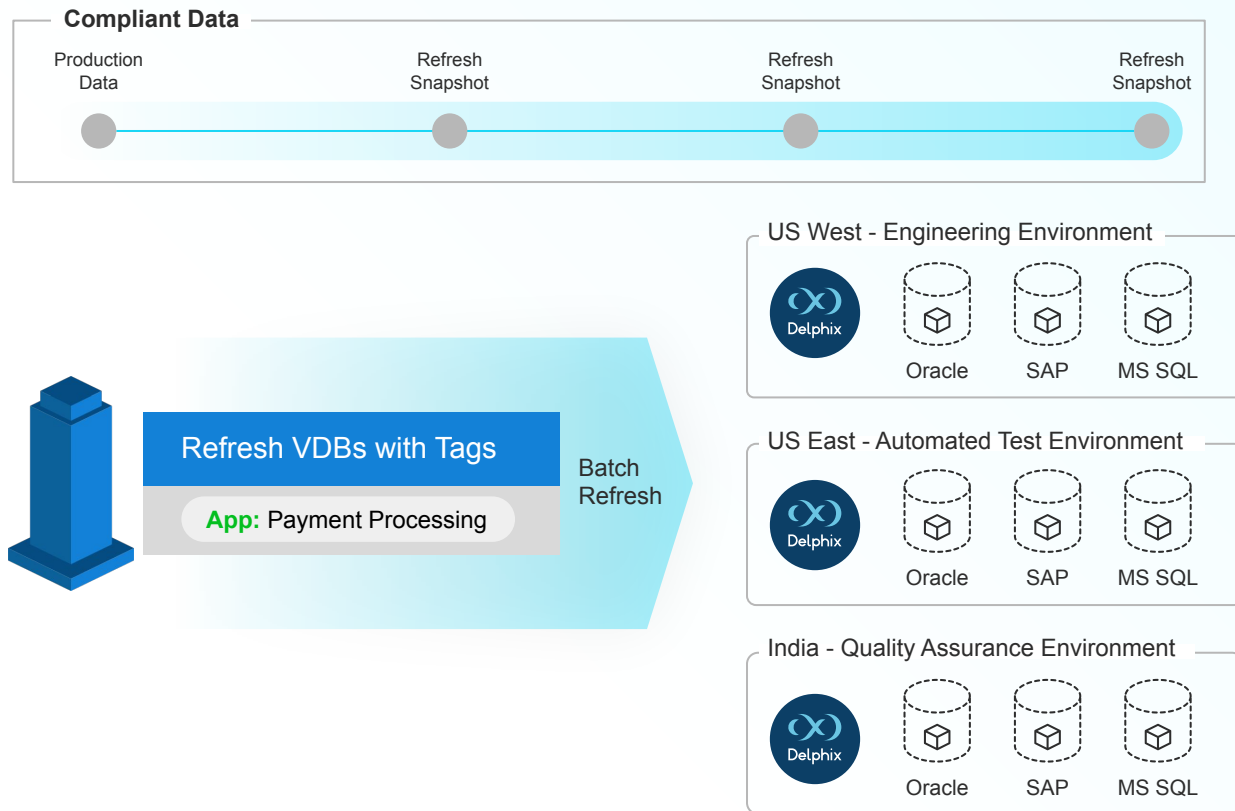 Compliant Data
Production
Data
Refresh
Snapshot
Refresh
Snapshot
Refresh
Snapshot
US West - Engineering Environment
Delphix
Oracle
SAP
MS SQL
Refresh VDBs with Tags
App: Payment Processing
Batch
Refresh
US East - Automated Test Environment
Delphix
Oracle
SAP
MS SQL
India - Quality Assurance Environment
Delphix
Oracle
SAP
MS SQL